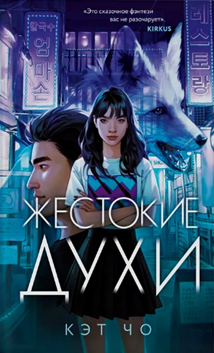 «Это сказочное фэнтези
вас не разочарует».
KIRKUS
ЖЕСТОКИЕ
ДУХИ
КЭТ ЧО